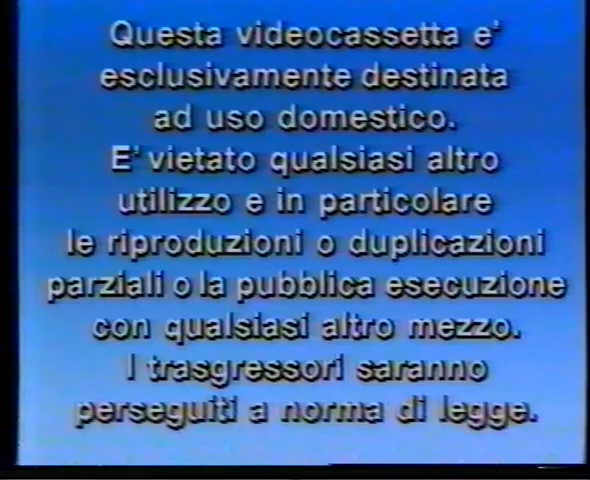 Questa videocassetta e'
esclusivamente destinata
ad uso domestico.
E' vietato qualsiasi altro
utilizzo e in particolare
le riproduzioni o duplicazioni
parziali o la pubblica esecuzione
con qualsiasi altro mezzo.
I trasgressori saranno
perseguiti a norma di legge.